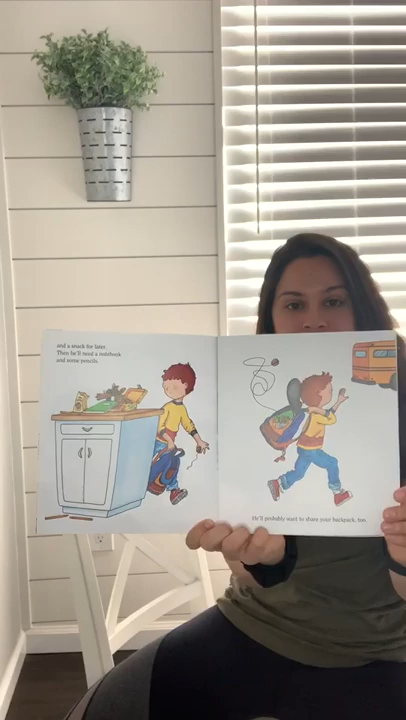 and a snack for later.
Then he'll need a notebook
and some pencils.
He'll probably want to share your backpack, too.